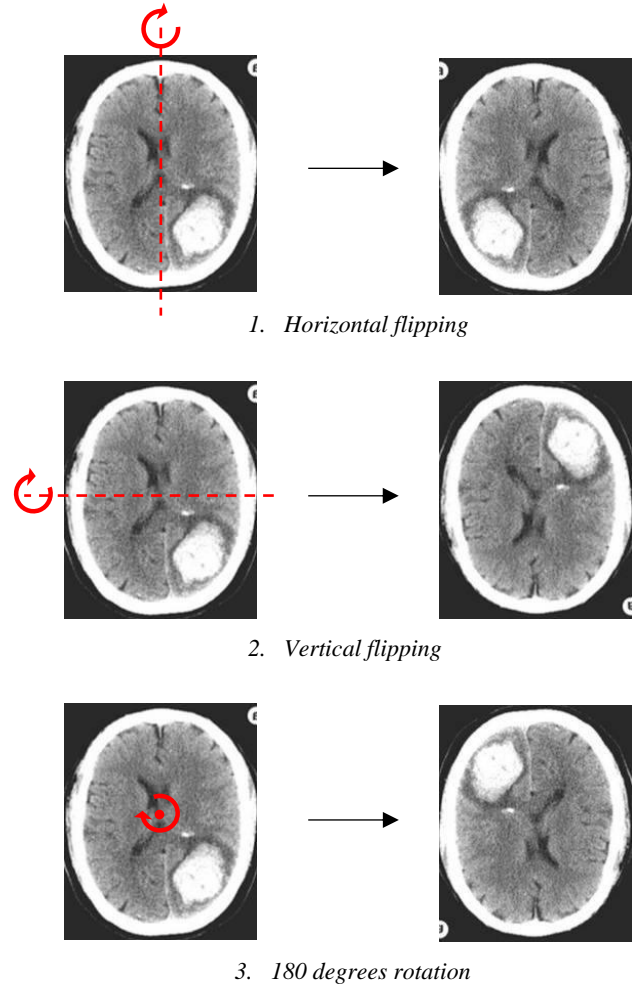 1. Horizontal flipping
2. Vertical flipping
3. 180 degrees rotation